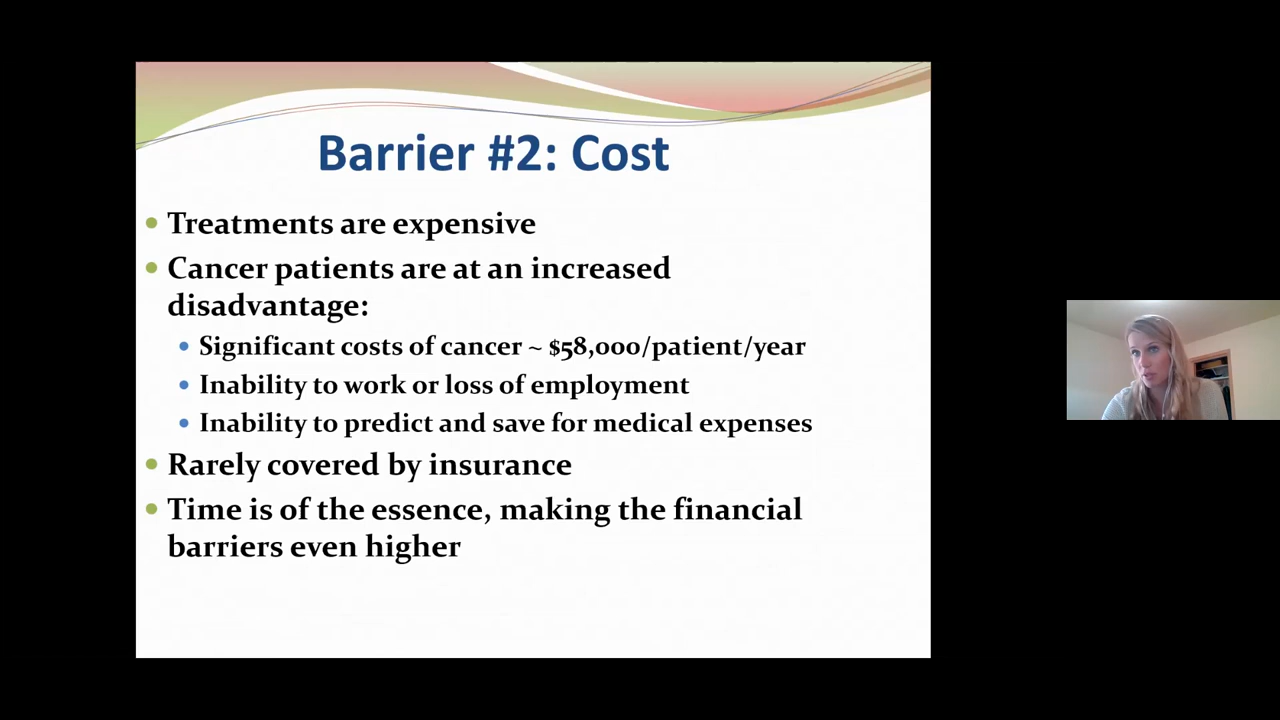 Barrier #2: Cost
• Treatments are expensive
• Cancer patients are at an increased
disadvantage:
• Significant costs of cancer ~ $58,000/patient/year
• Inability to work or loss of employment
• Inability to predict and save for medical expenses
• Rarely covered by insurance
• Time is of the essence, making the financial
barriers even higher